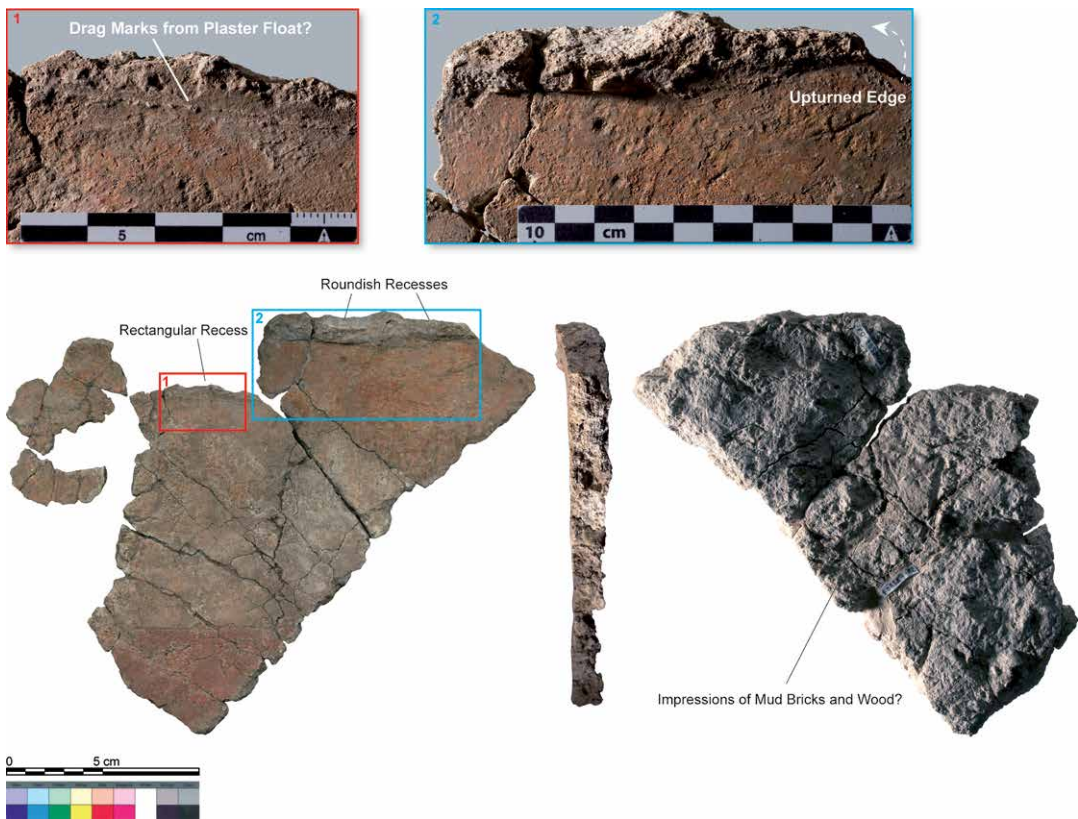 1
Drag Marks from Plaster Float?
5 cm
2
Upturned Edge
10 cm
Roundish Recesses
Rectangular Recess
2
1
Impressions of Mud Bricks and Wood?
0 5 cm